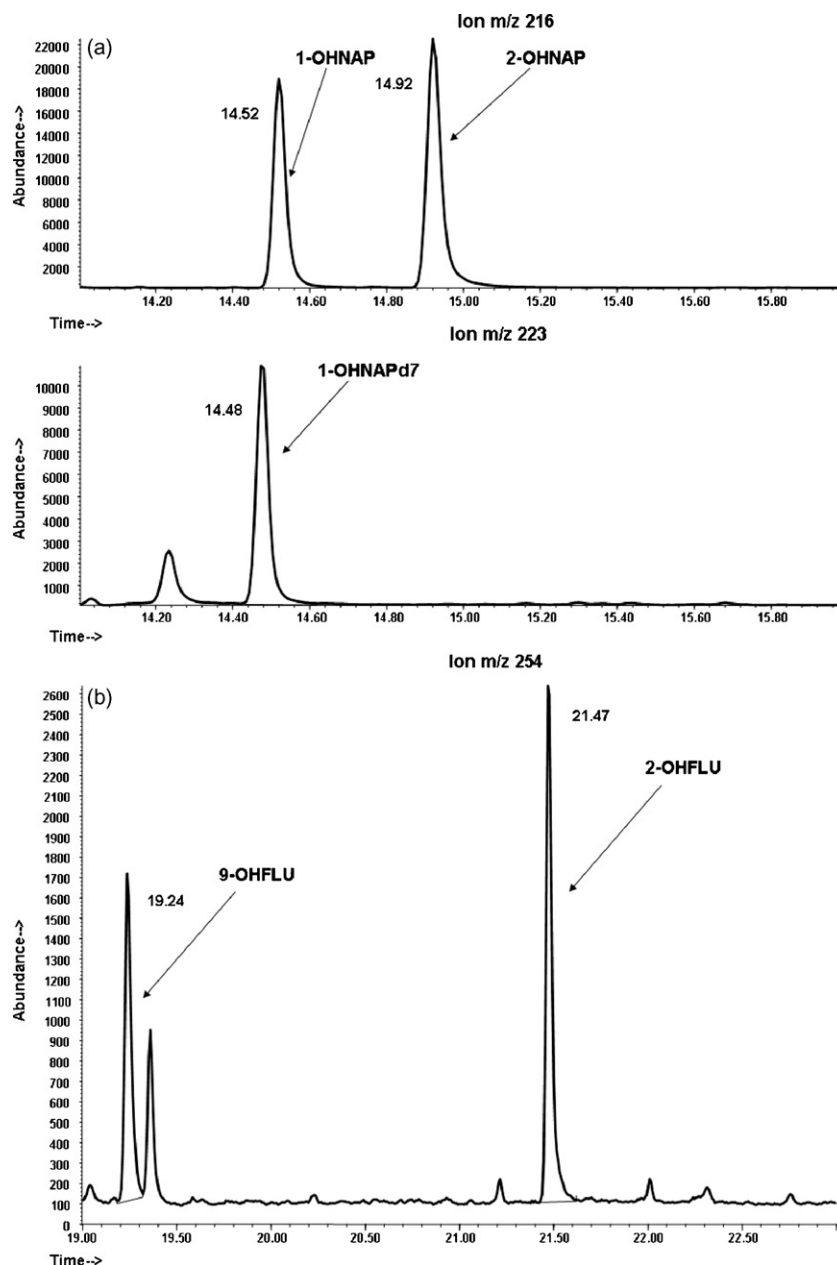 (a)
Ion m/z 216
1-OHNAP
2-OHNAP
14.52
14.92
Abundance-->
22000
20000
18000
16000
14000
12000
10000
8000
6000
4000
2000
14.20 14.40 14.60 14.80 15.00 15.20 15.40 15.60 15.80
Time-->
Ion m/z 223
1-OHNAPd7
14.48
Abundance-->
10000
9000
8000
7000
6000
5000
4000
3000
2000
1000
14.20 14.40 14.60 14.80 15.00 15.20 15.40 15.60 15.80
Time-->
Ion m/z 254
(b)
21.47
2-OHFLU
9-OHFLU
19.24
Abundance-->
2600
2500
2400
2300
2200
2100
2000
1900
1800
1700
1600
1500
1400
1300
1200
1100
1000
900
800
700
600
500
400
300
200
100
0
19.00 19.50 20.00 20.50 21.00 21.50 22.00 22.50
Time-->